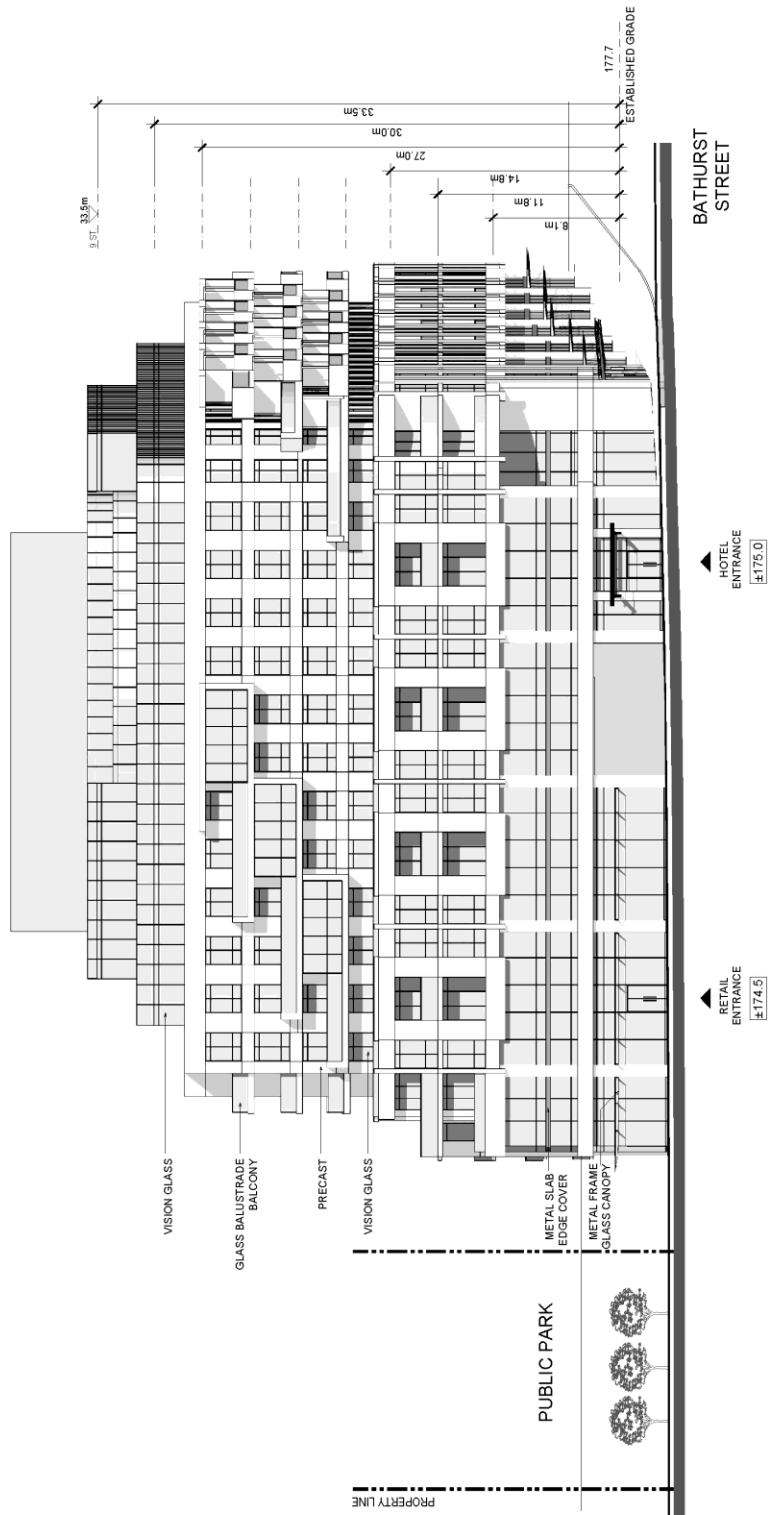 177.7
ESTABLISHED GRADE
33.5m
30.0m
27.0m
14.8m
11.8m
8.1m
33.5m
9 ST.
BATHURST
STREET
HOTEL
ENTRANCE
±175.0
RETAIL
ENTRANCE
±174.5
VISION GLASS
GLASS BALUSTRADE
BALCONY
PRECAST
VISION GLASS
METAL SLAB
EDGE COVER
METAL FRAME
GLASS CANOPY
PUBLIC PARK
PROPERTY LINE